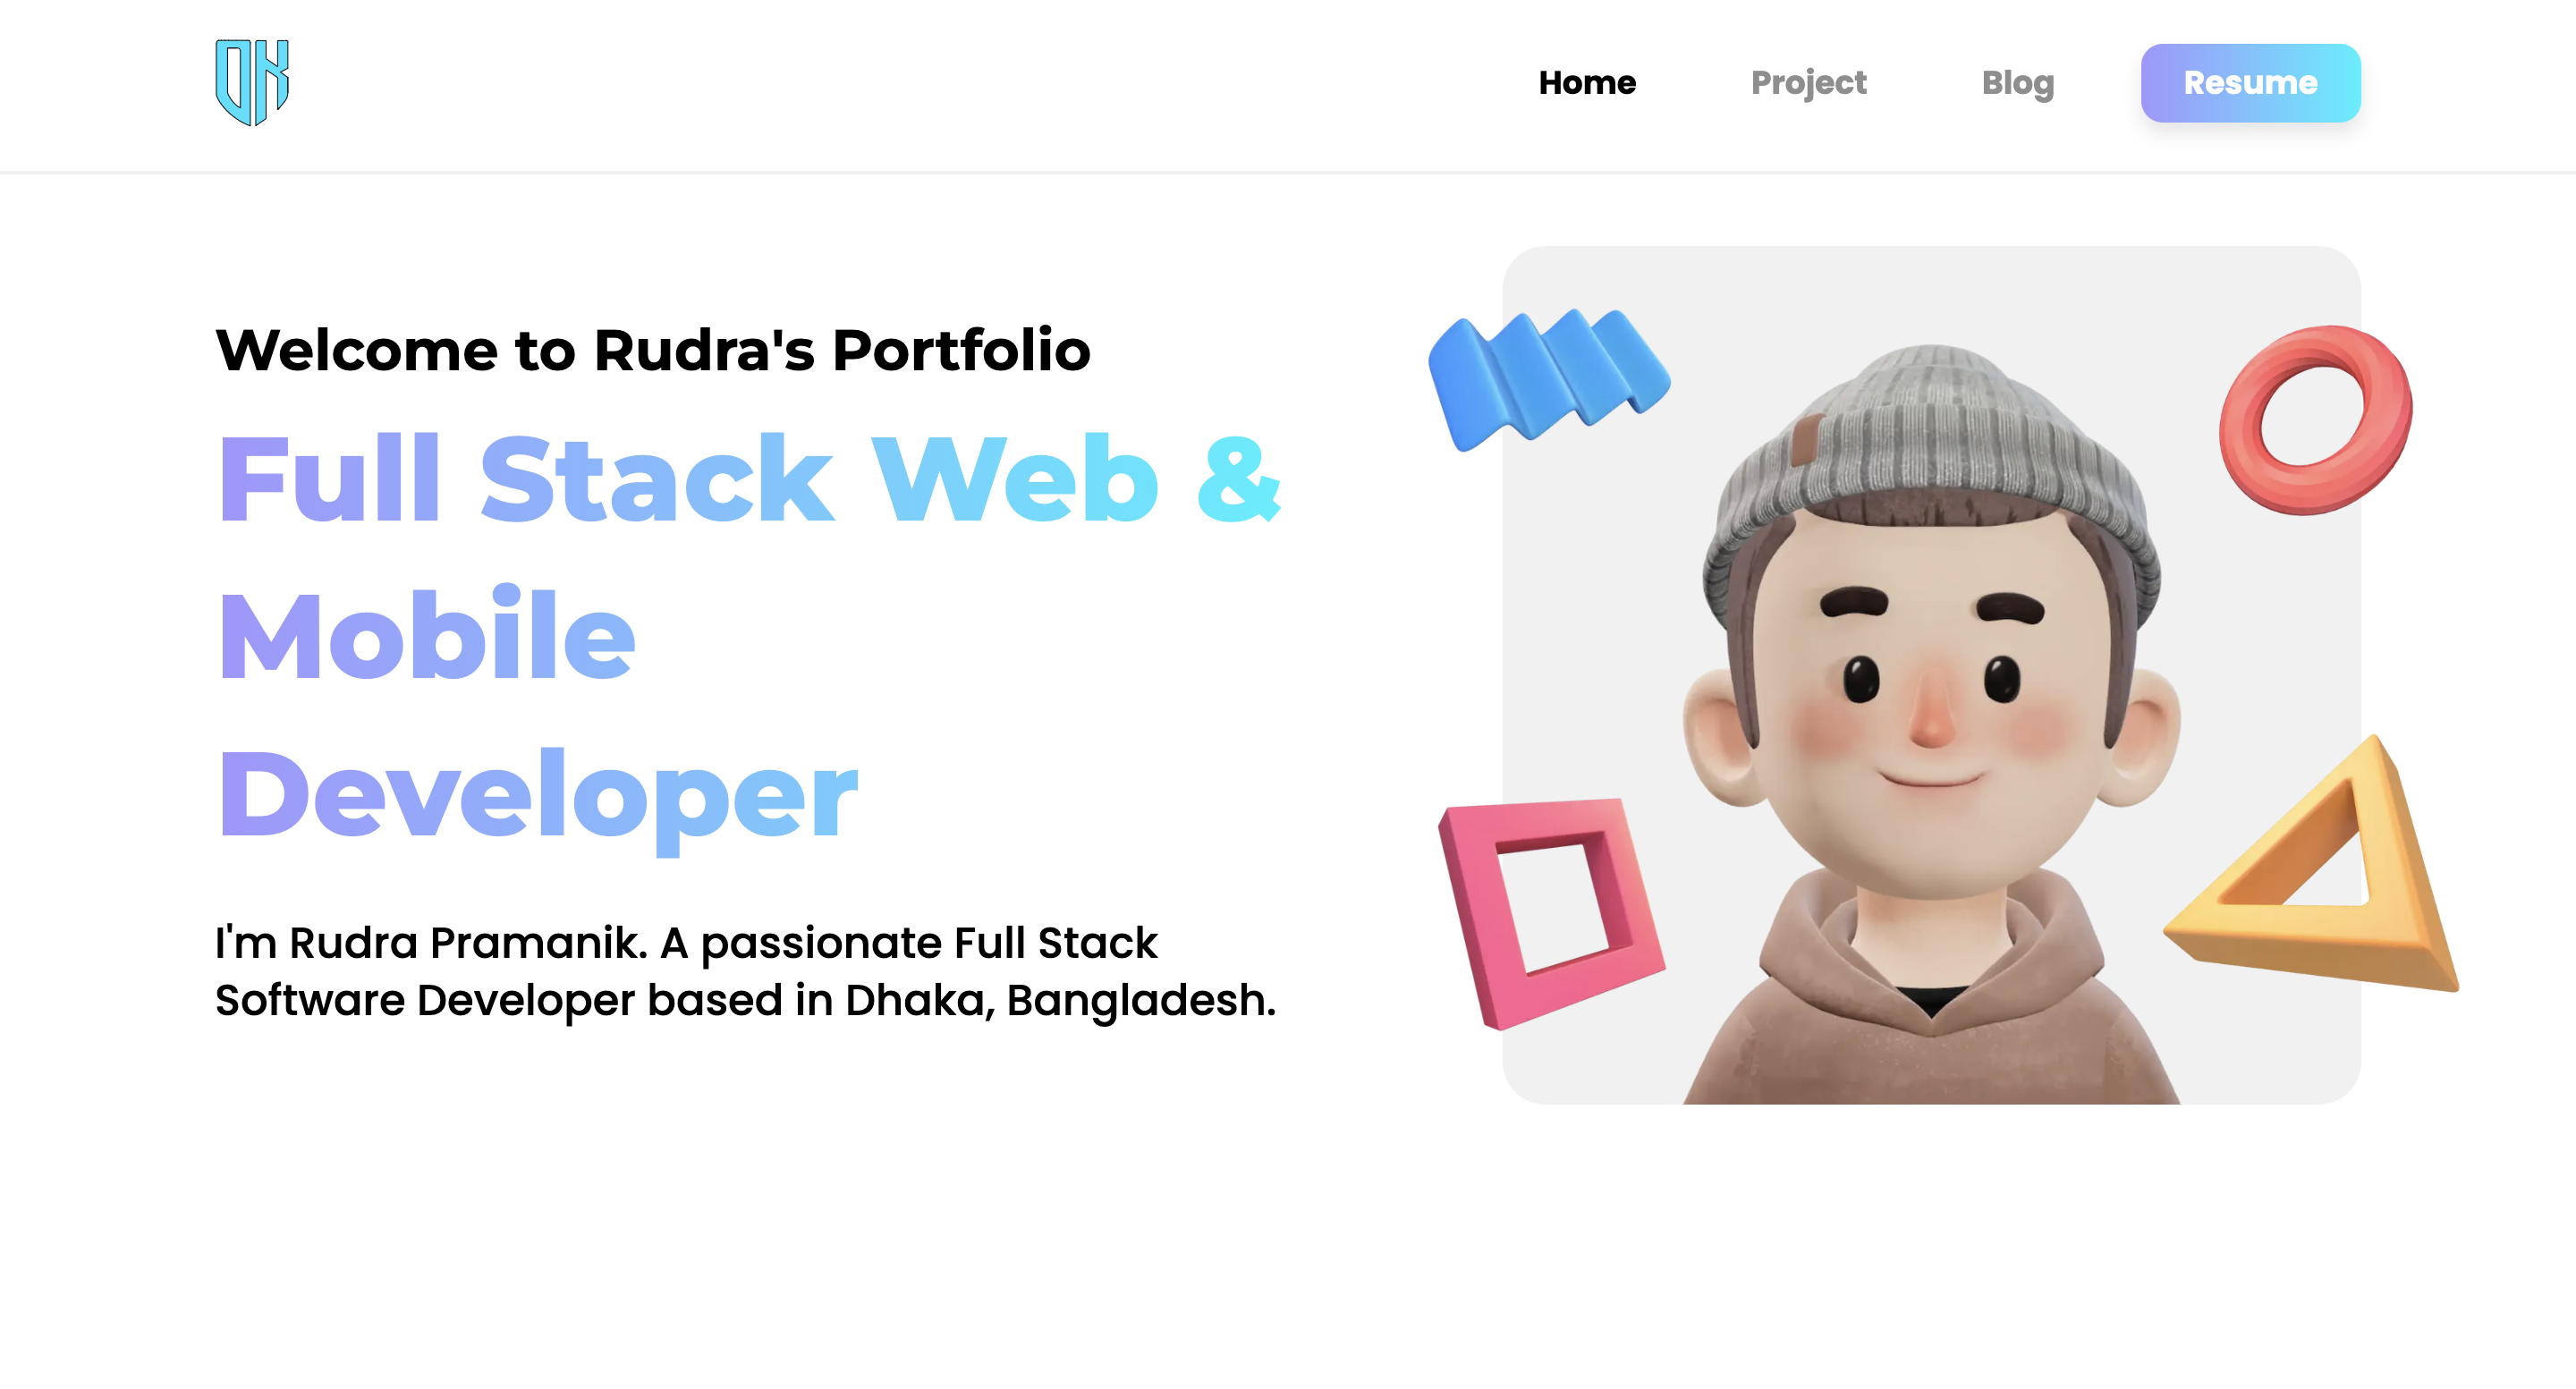 Home Project Blog Resume
Welcome to Rudra's Portfolio
Full Stack Web &
Mobile
Developer
I'm Rudra Pramanik. A passionate Full Stack
Software Developer based in Dhaka, Bangladesh.